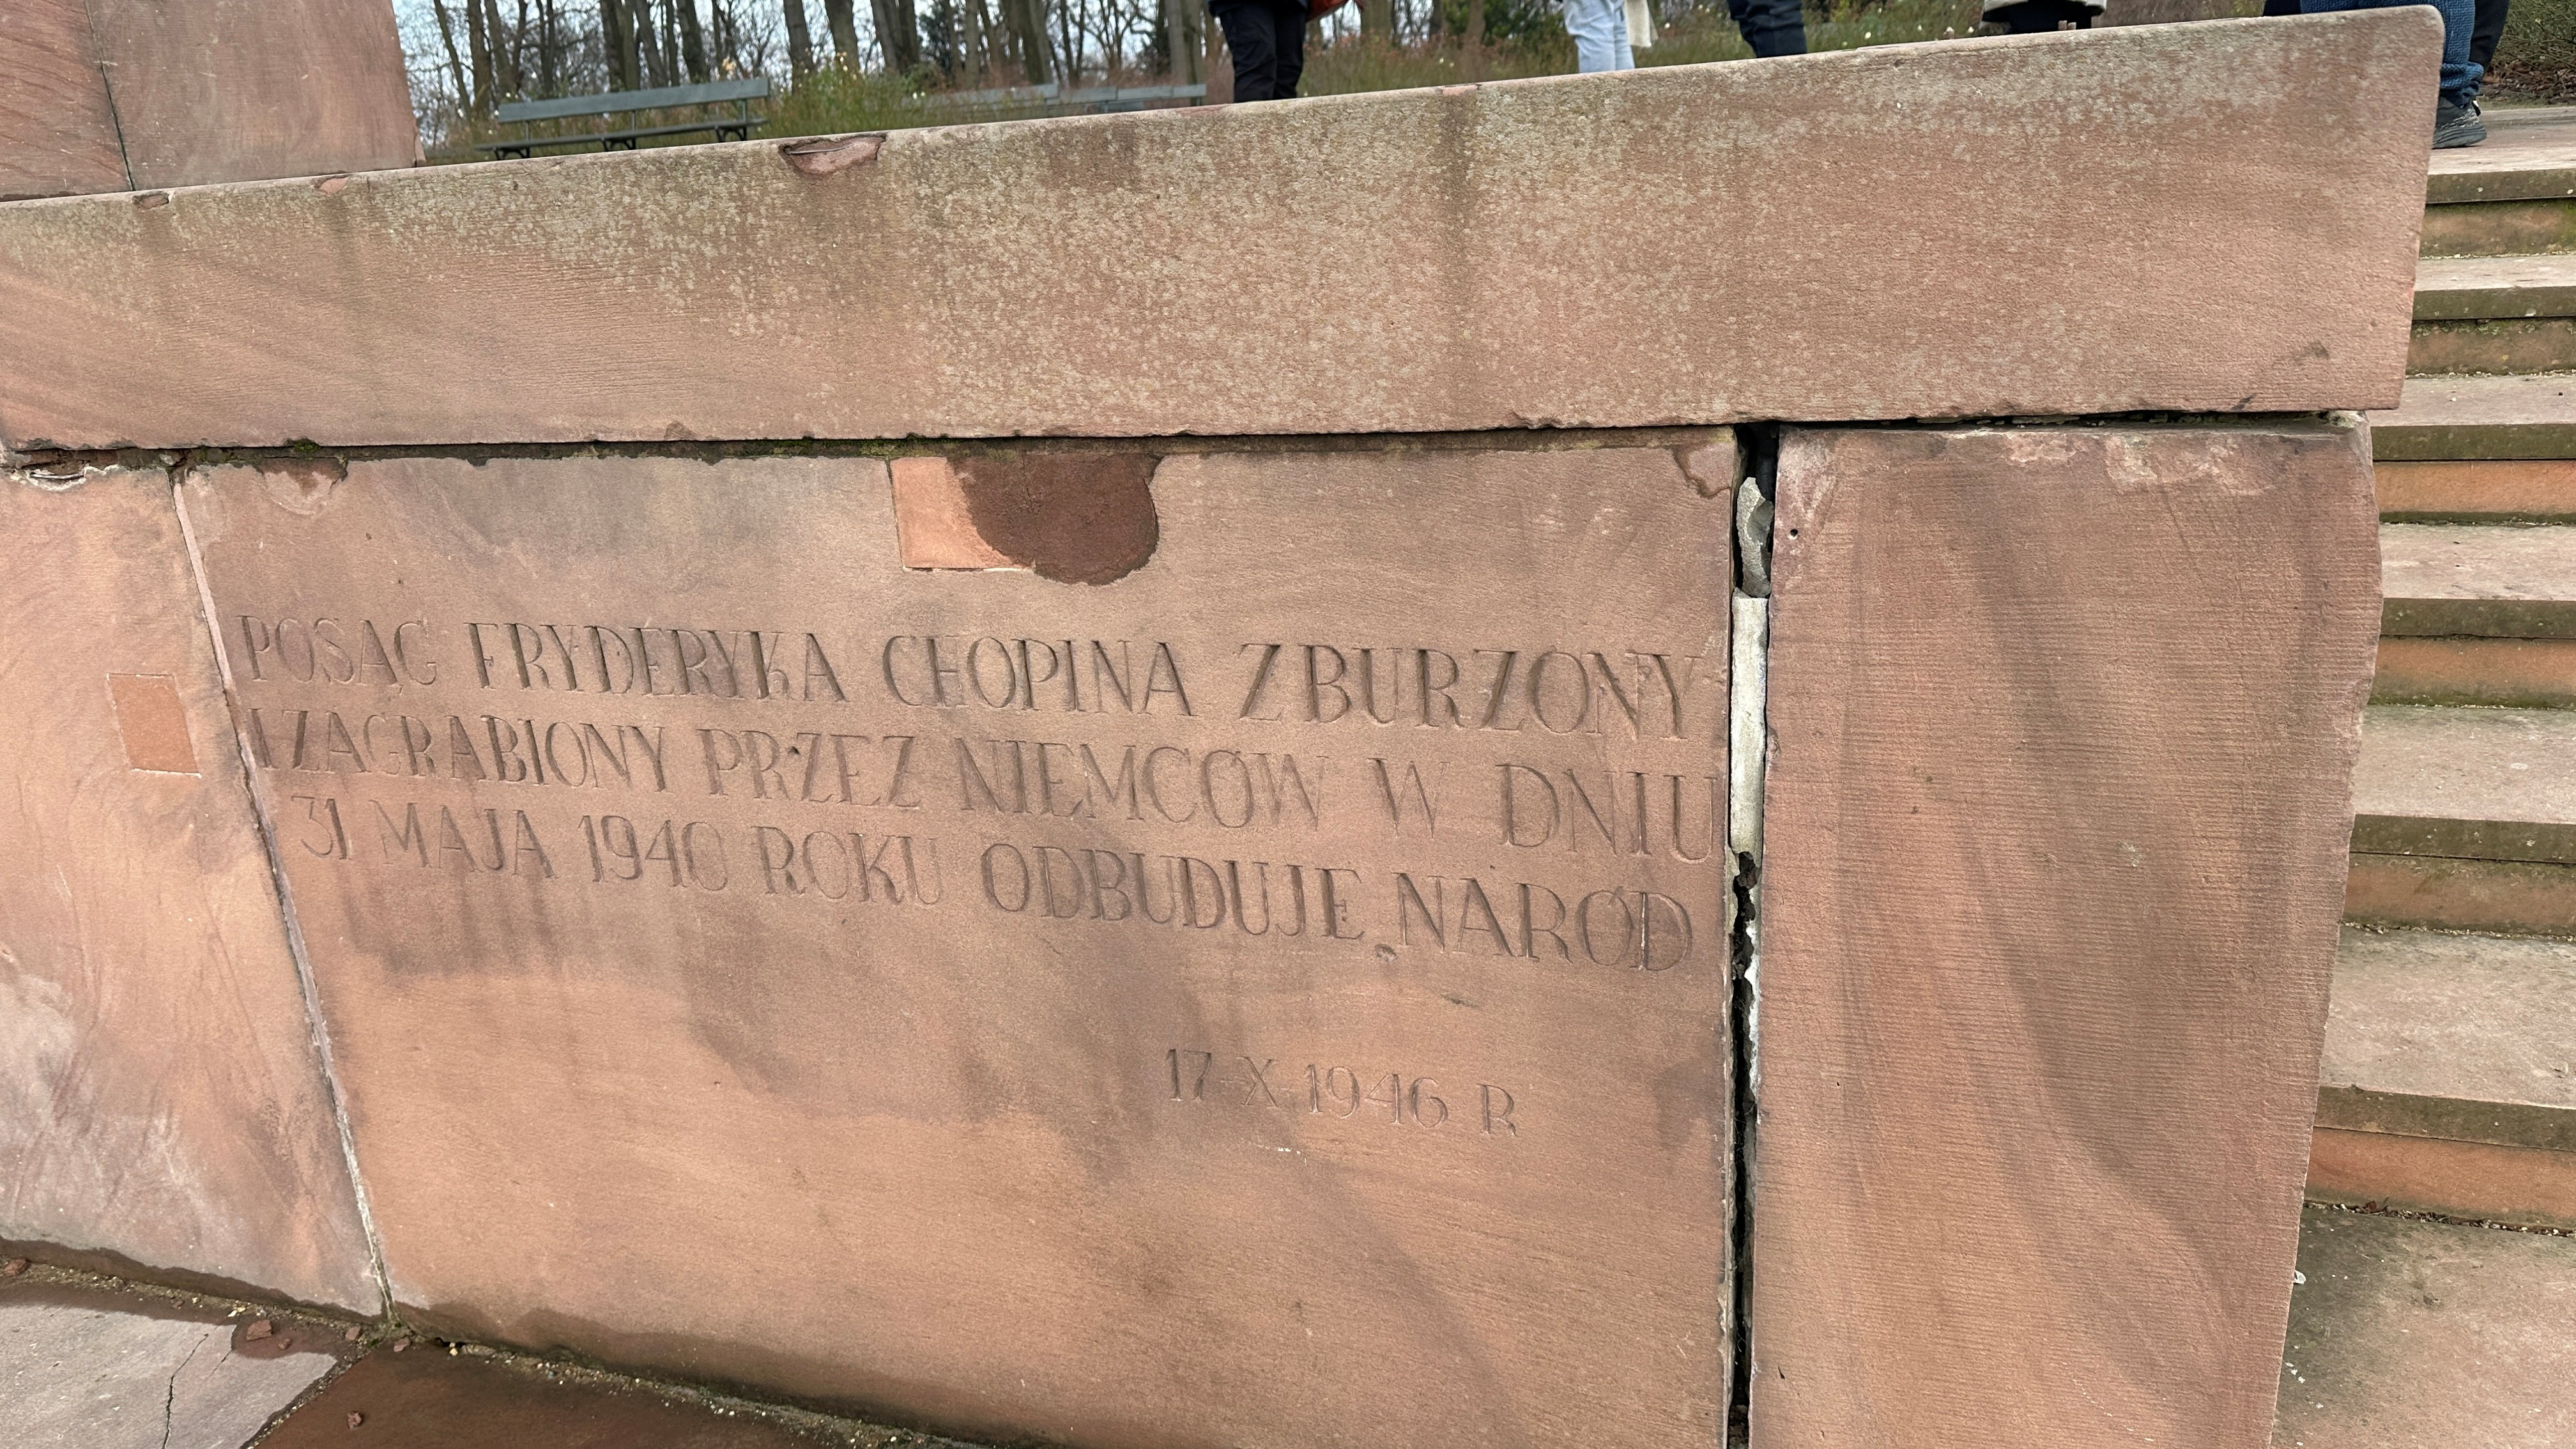 POSĄG FRYDERYKA CHOPINA ZBURZONY
I ZAGRABIONY PRZEZ NIEMCÓW W DNIU
31 MAJA 1940 ROKU ODBUDUJE NARÓD
17-X-1946 R